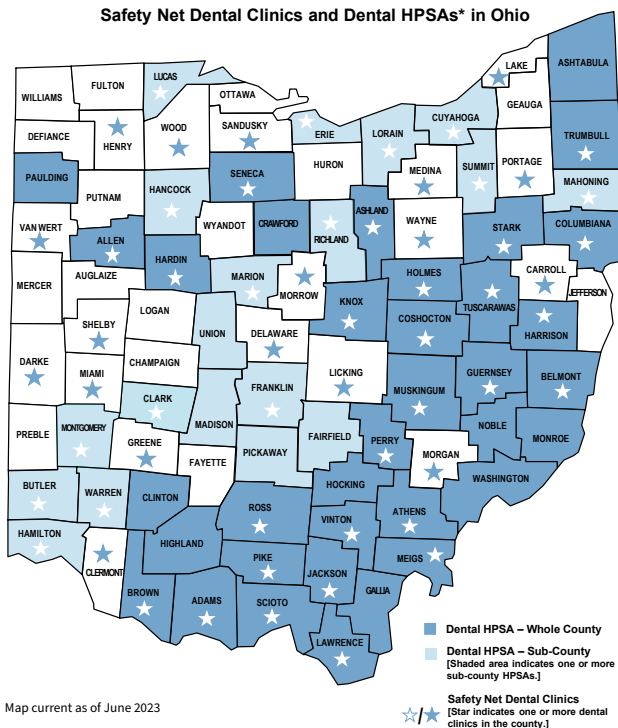 Safety Net Dental Clinics and Dental HPSAs* in Ohio
LAKE
ASHTABULA
LUCAS
FULTON
WILLIAMS
OTTAWA
GEAUGA
CUYAHOGA
SANDUSKY
WOOD
ERIE
LORAIN
TRUMBULL
DEFIANCE
HENRY
PORTAGE
SUMMIT
HURON
MEDINA
SENECA
PAULDING
MAHONING
HANCOCK
PUTNAM
ASHLAND
WAYNE
VAN WERT
WYANDOT
CRAWFORD
RICHLAND
STARK
COLUMBIANA
ALLEN
HARDIN
CARROLL
MARION
HOLMES
MERCER
AUGLAIZE
MORROW
JEFFERSON
KNOX
TUSCARAWAS
LOGAN
COSHOCTON
SHELBY
UNION
DELAWARE
HARRISON
DARKE
CHAMPAIGN
LICKING
MIAMI
GUERNSEY
BELMONT
FRANKLIN
MUSKINGUM
CLARK
MADISON
MONTGOMERY
PREBLE
FAIRFIELD
PERRY
NOBLE
GREENE
PICKAWAY
MONROE
MORGAN
FAYETTE
HOCKING
WASHINGTON
BUTLER
WARREN
CLINTON
ROSS
ATHENS
VINTON
HAMILTON
HIGHLAND
PIKE
MEIGS
CLERMONT
JACKSON
GALLIA
BROWN
ADAMS
SCIOTO
LAWRENCE
Dental HPSA – Whole County
Dental HPSA – Sub-County
[Shaded area indicates one or more
sub-county HPSAs.]
Safety Net Dental Clinics
[Star indicates one or more dental
clinics in the county.]
Map current as of June 2023